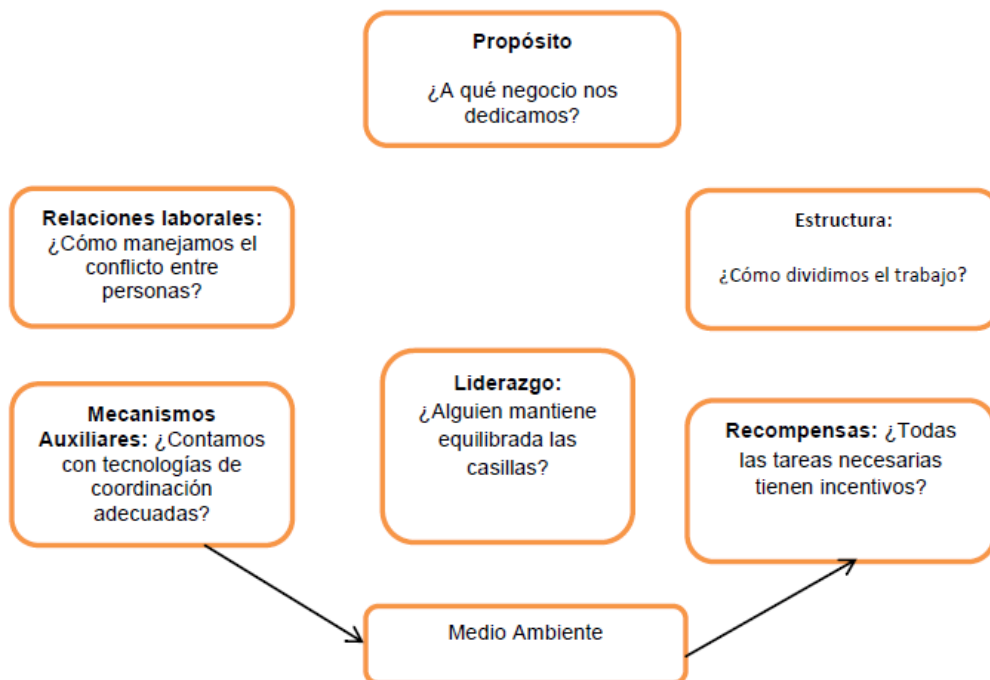 Propósito
¿A qué negocio nos
dedicamos?
Relaciones laborales:
¿Cómo manejamos el
conflicto entre
personas?
Estructura:
¿Cómo dividimos el trabajo?
Mecanismos
Auxiliares: ¿Contamos
con tecnologías de
coordinación
adecuadas?
Liderazgo:
¿Alguien mantiene
equilibrada las
casillas?
Recompensas: ¿Todas
las tareas necesarias
tienen incentivos?
Medio Ambiente